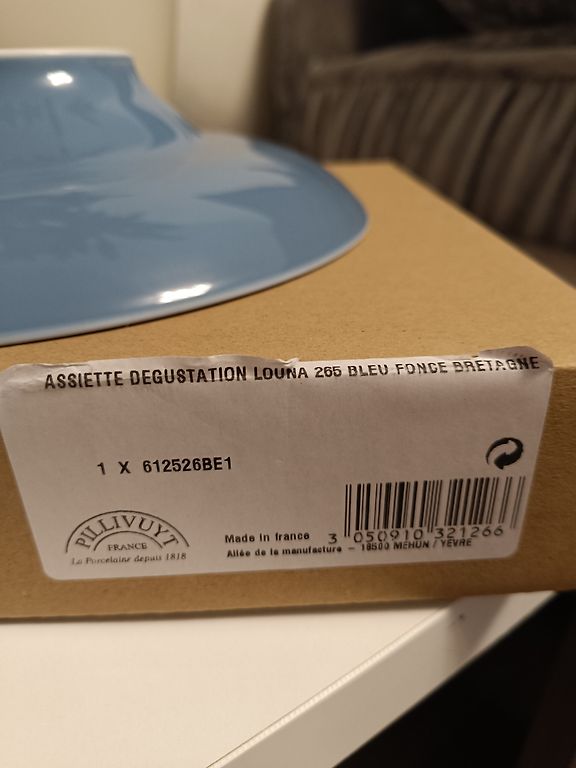 ASSIETTE DEGUSTATION LOUNA 265 BLEU FONCE BRETAGNE
1 X 612526BE1
PILLIVUYT
FRANCE
La Porcelaine depuis 1818
Made in france
Allée de la manufacture - 18500 MEHUN / YEVRE
3 050910 321266